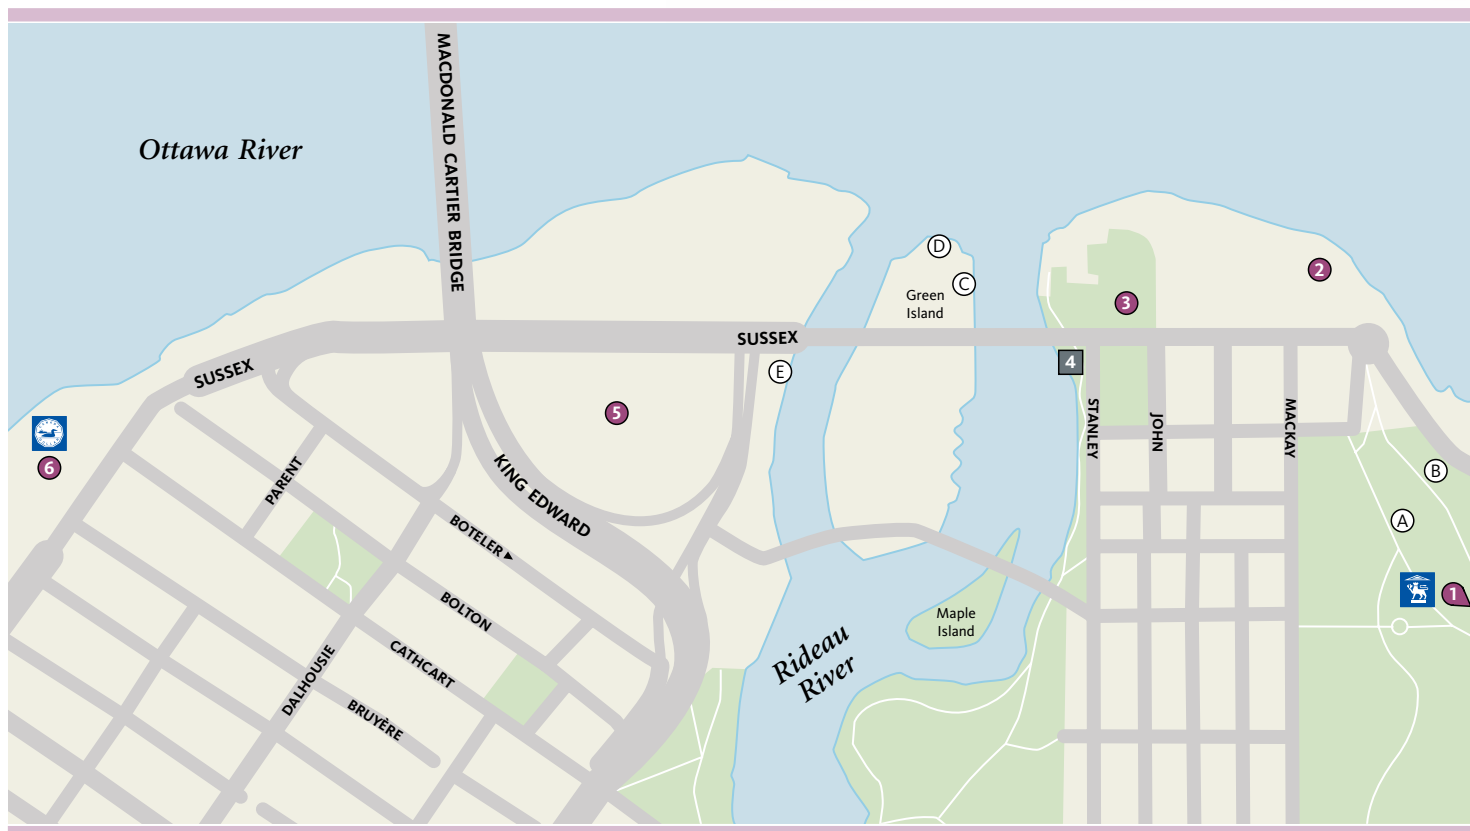 MACDONALD CARTIER BRIDGE
Ottawa River
D
C
2
3
Green
Island
SUSSEX
SUSSEX
4
E
5
6
STANLEY
JOHN
MACKAY
KING EDWARD
PARENT
B
A
BOTELER ▶
1
BOLTON
Maple
Island
Rideau
River
CATHCART
DALHOUSIE
BRUYÈRE